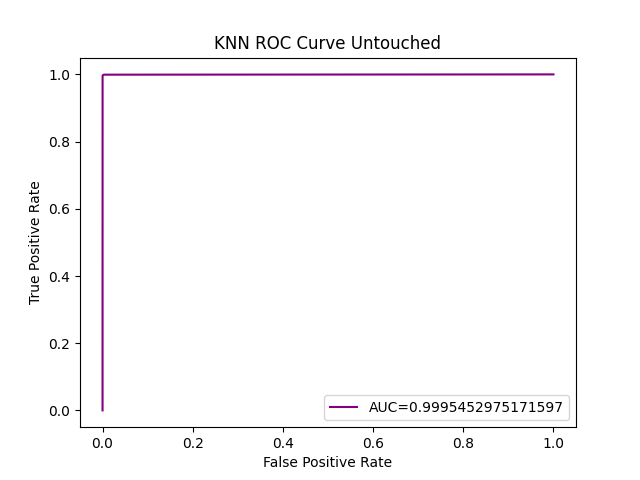 KNN ROC Curve Untouched
True Positive Rate
1.0
0.8
0.6
0.4
0.2
0.0
AUC=0.9995452975171597
0.0 0.2 0.4 0.6 0.8 1.0
False Positive Rate